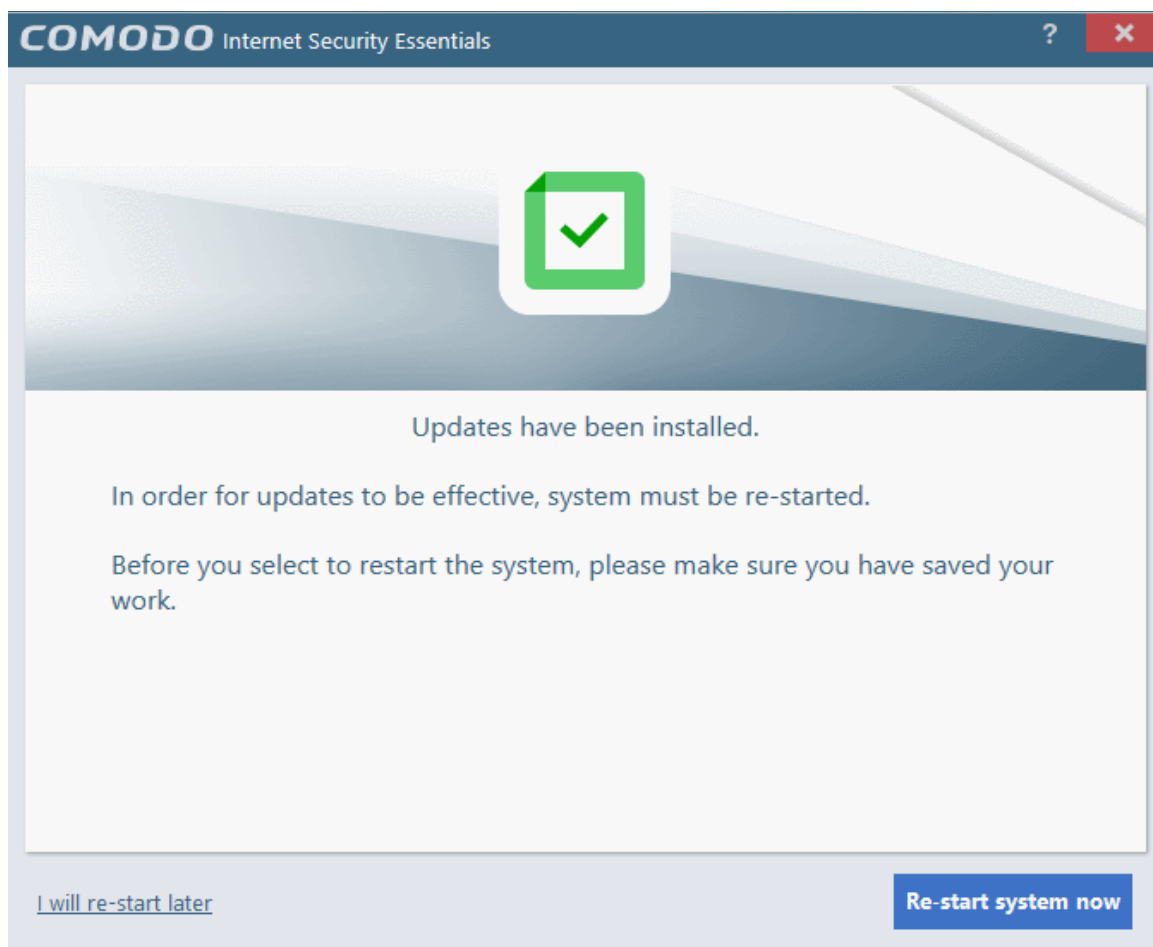 COMODO Internet Security Essentials ?
Updates have been installed.
In order for updates to be effective, system must be re-started.
Before you select to restart the system, please make sure you have saved your
work.
I will re-start later
Re-start system now